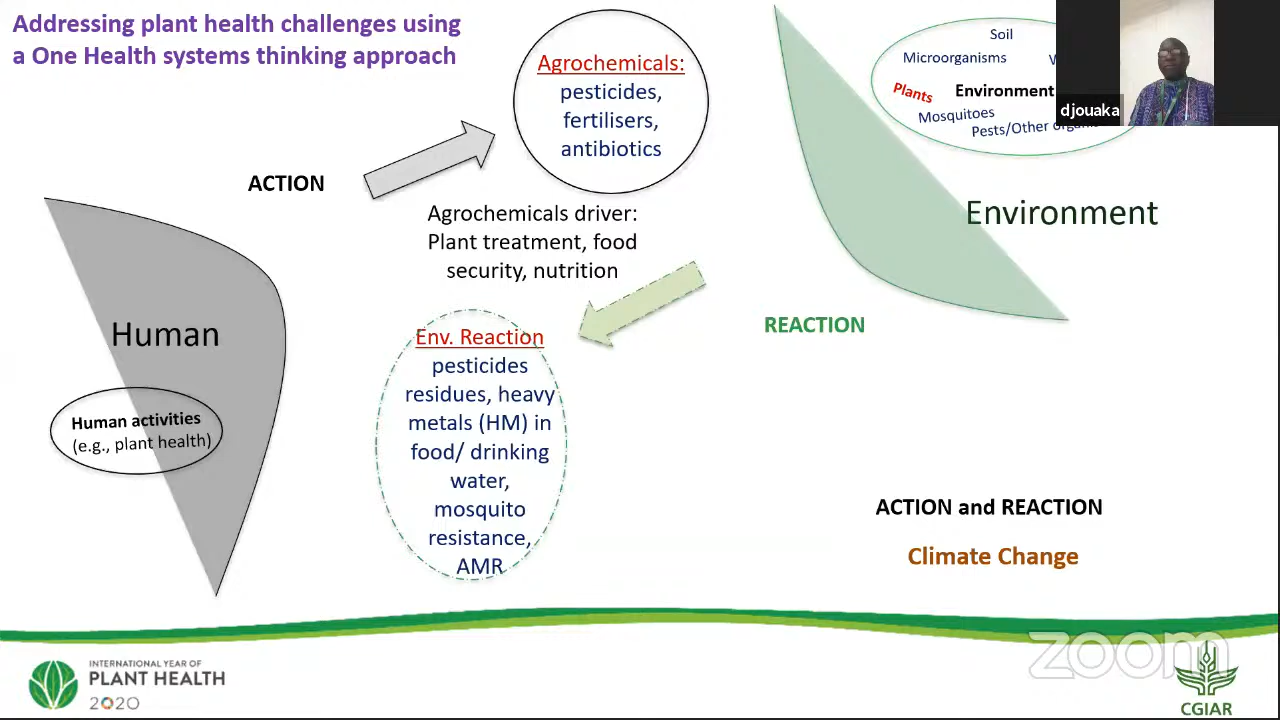 Addressing plant health challenges using
a One Health systems thinking approach
Agrochemicals:
pesticides,
fertilisers,
antibiotics
Soil
Microorganisms
Plants
Environment
Mosquitoes
Pests/Other
djouaka
ACTION
Agrochemicals driver:
Plant treatment, food
security, nutrition
Environment
REACTION
Human
Human activities
(e.g., plant health)
Env. Reaction
pesticides
residues, heavy
metals (HM) in
food/ drinking
water,
mosquito
resistance,
AMR
ACTION and REACTION
Climate Change
zoom
INTERNATIONAL YEAR OF
PLANT HEALTH
2020
CGIAR